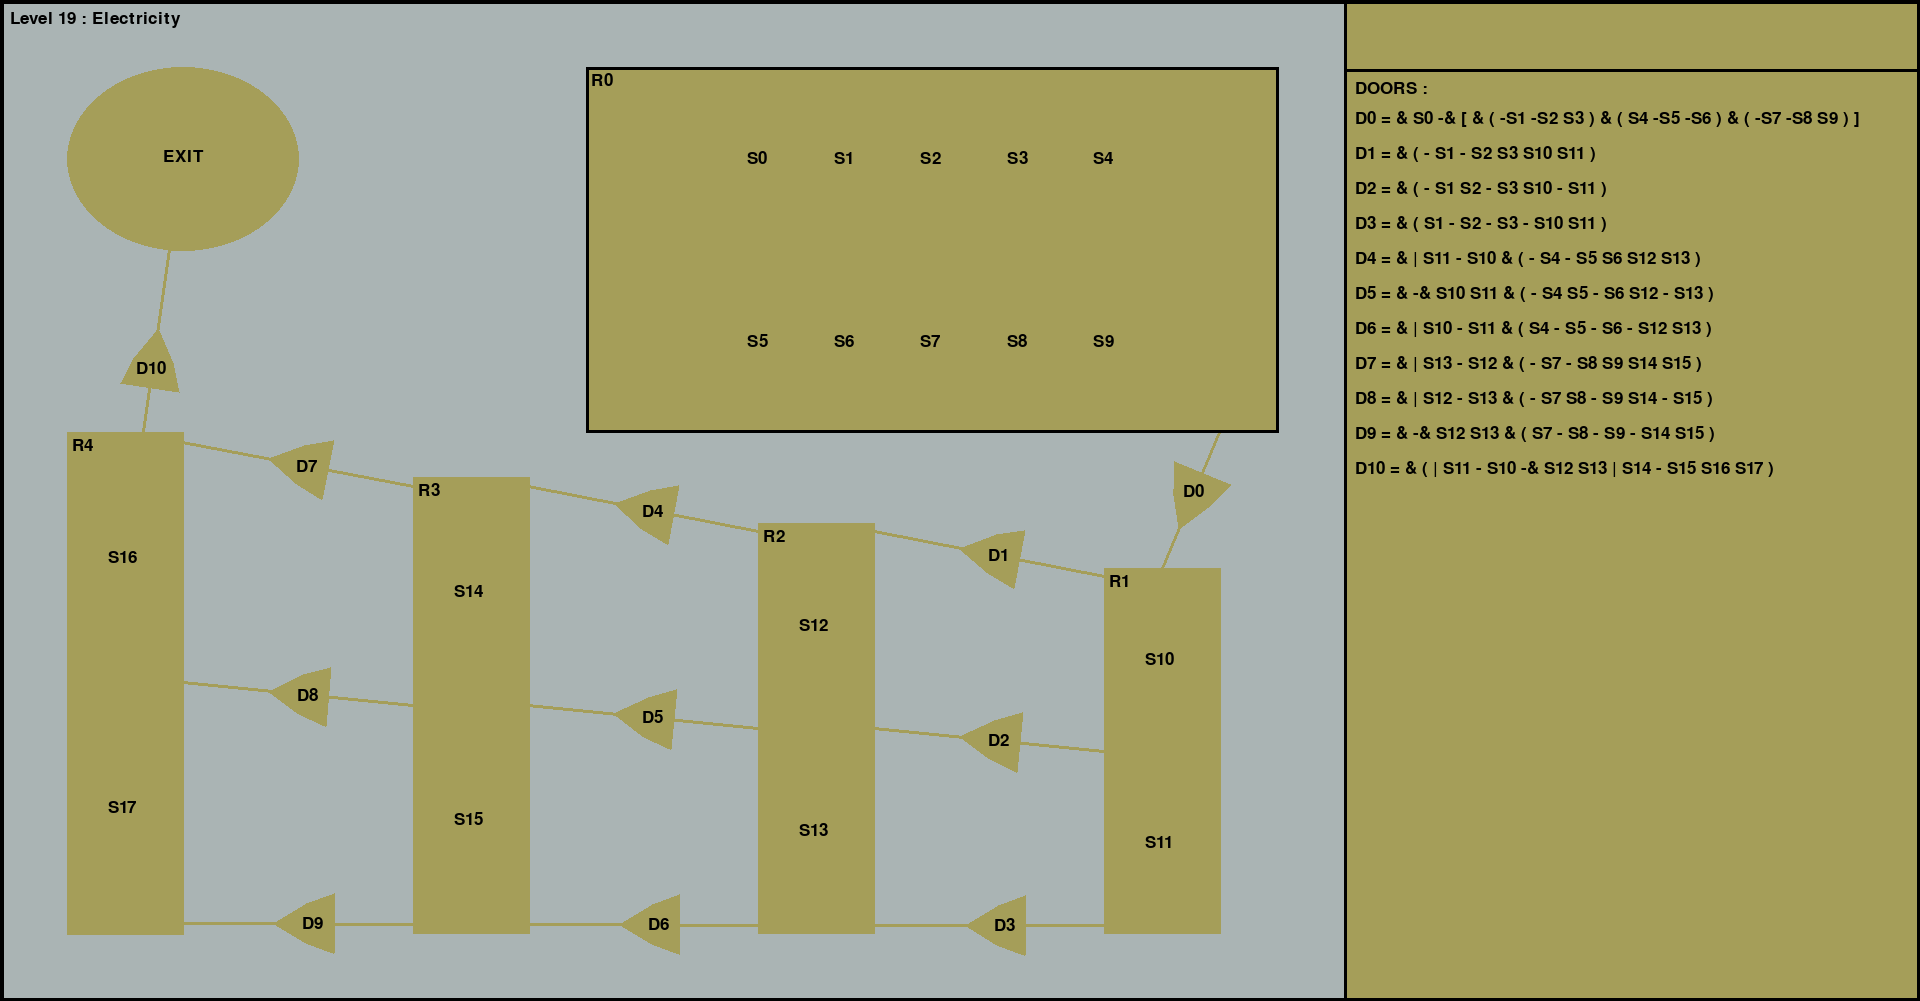 Level 19 : Electricity
R0
S0 S1 S2 S3 S4
S5 S6 S7 S8 S9
EXIT
D10
D0
R4
D7
R3
D4
R2
D1
R1
S16
S14
S12
S10
D8
D5
D2
S17
S15
S13
S11
D9
D6
D3
DOORS :
D0 = & S0 -& [ & ( -S1 -S2 S3 ) & ( S4 -S5 -S6 ) & ( -S7 -S8 S9 ) ]
D1 = & ( - S1 - S2 S3 S10 S11 )
D2 = & ( - S1 S2 - S3 S10 - S11 )
D3 = & ( S1 - S2 - S3 - S10 S11 )
D4 = & | S11 - S10 & ( - S4 - S5 S6 S12 S13 )
D5 = & -& S10 S11 & ( - S4 S5 - S6 S12 - S13 )
D6 = & | S10 - S11 & ( S4 - S5 - S6 - S12 S13 )
D7 = & | S13 - S12 & ( - S7 - S8 S9 S14 S15 )
D8 = & | S12 - S13 & ( - S7 S8 - S9 S14 - S15 )
D9 = & -& S12 S13 & ( S7 - S8 - S9 - S14 S15 )
D10 = & ( | S11 - S10 -& S12 S13 | S14 - S15 S16 S17 )